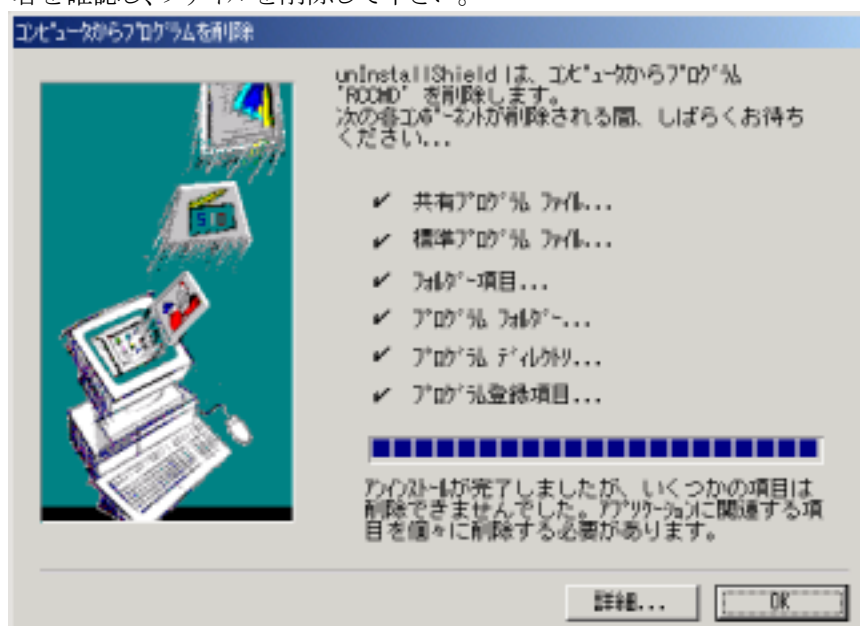 容を確認し、ファイルを削除して下さい。
ｺﾝﾋﾟｭｰﾀからﾌﾟﾛｸﾞﾗﾑを削除
unInstallShield は、ｺﾝﾋﾟｭｰﾀからﾌﾟﾛｸﾞﾗﾑ
'RCCMD' を削除します。
次の各ｺﾝﾎﾟｰﾈﾝﾄが削除される間、しばらくお待ち
ください...
✔ 共有ﾌﾟﾛｸﾞﾗﾑ ﾌｧｲﾙ...
✔ 標準ﾌﾟﾛｸﾞﾗﾑ ﾌｧｲﾙ...
✔ ﾌｫﾙﾀﾞｰ項目...
✔ ﾌﾟﾛｸﾞﾗﾑ ﾌｫﾙﾀﾞｰ...
✔ ﾌﾟﾛｸﾞﾗﾑ ﾃﾞｨﾚｸﾄﾘ...
✔ ﾌﾟﾛｸﾞﾗﾑ登録項目...
ｱﾝｲﾝｽﾄｰﾙが完了しましたが、いくつかの項目は
削除できませんでした。ｱﾌﾟﾘｹｰｼｮﾝに関連する項
目を個々に削除する必要があります。
詳細...
OK